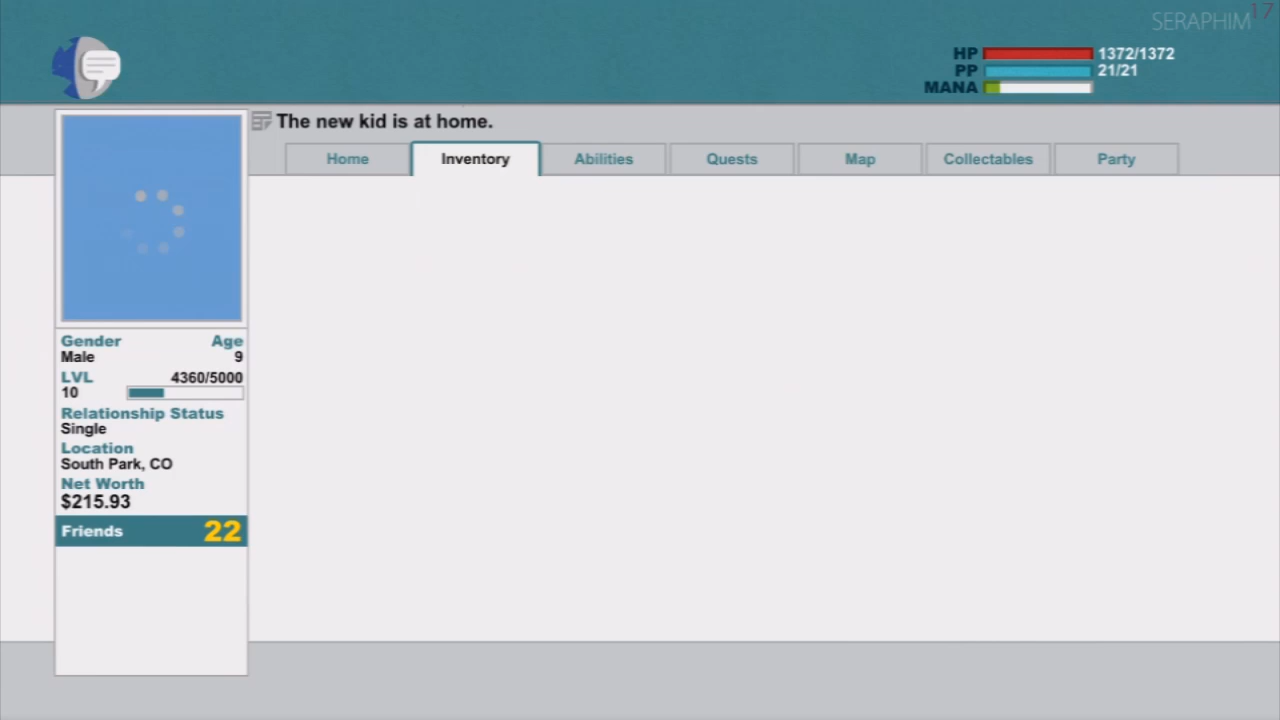 SERAPHIM 17
HP 1372/1372
PP 21/21
MANA
The new kid is at home.
Home Inventory Abilities Quests Map Collectables Party
Gender Age
Male 9
LVL 4360/5000
10
Relationship Status
Single
Location
South Park, CO
Net Worth
$215.93
Friends 22